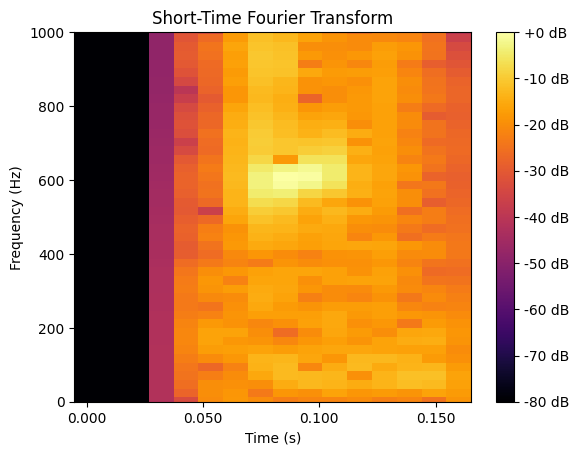 Short-Time Fourier Transform
Frequency (Hz)
1000
800
600
400
200
0
0.000
0.050
0.100
0.150
Time (s)
+0 dB
-10 dB
-20 dB
-30 dB
-40 dB
-50 dB
-60 dB
-70 dB
-80 dB